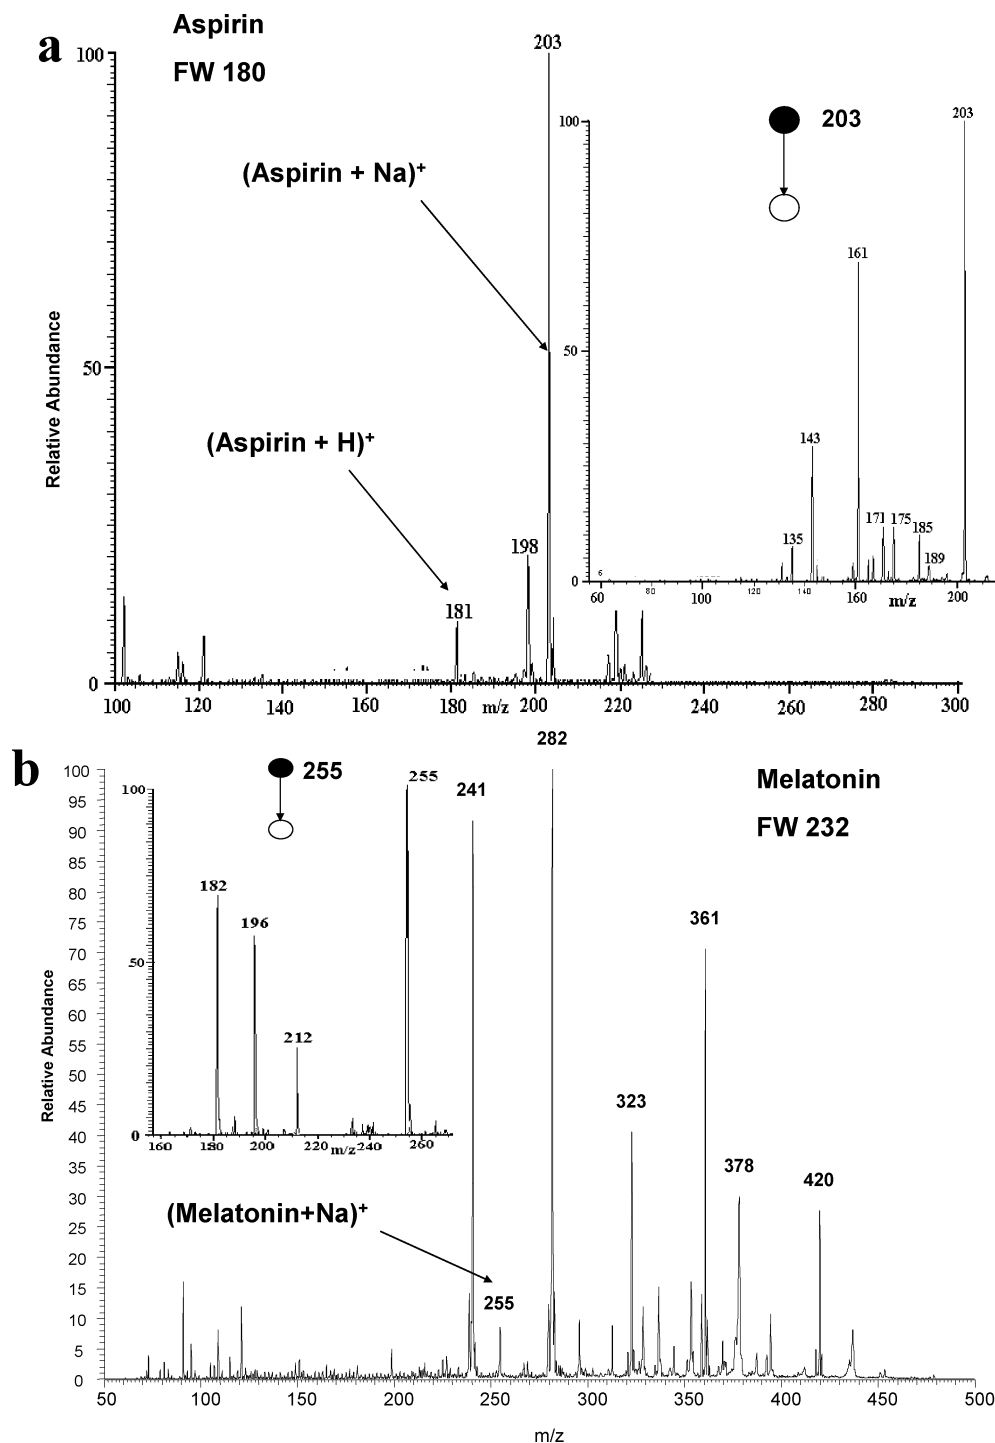 a
Aspirin
FW 180
100
50
0
Relative Abundance
203
(Aspirin + Na)⁺
(Aspirin + H)⁺
198
181
100 120 140 160 180 200 220 240 260 280 300
m/z
203
100
50
0
203
161
143
135
171
175
185
189
6
60 80 100 120 140 160 180 200
m/z
b
Melatonin
FW 232
100
95
90
85
80
75
70
65
60
55
50
45
40
35
30
25
20
15
10
5
0
Relative Abundance
241
282
361
323
378
420
(Melatonin+Na)⁺
255
50 100 150 200 250 300 350 400 450 500
m/z
255
100
50
0
255
182
196
212
160 180 200 220 240 260
m/z